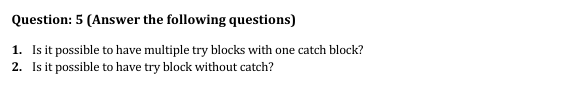 Question: 5 (Answer the following questions)
1. Is it possible to have multiple try blocks with one catch block?
2. Is it possible to have try block without catch?